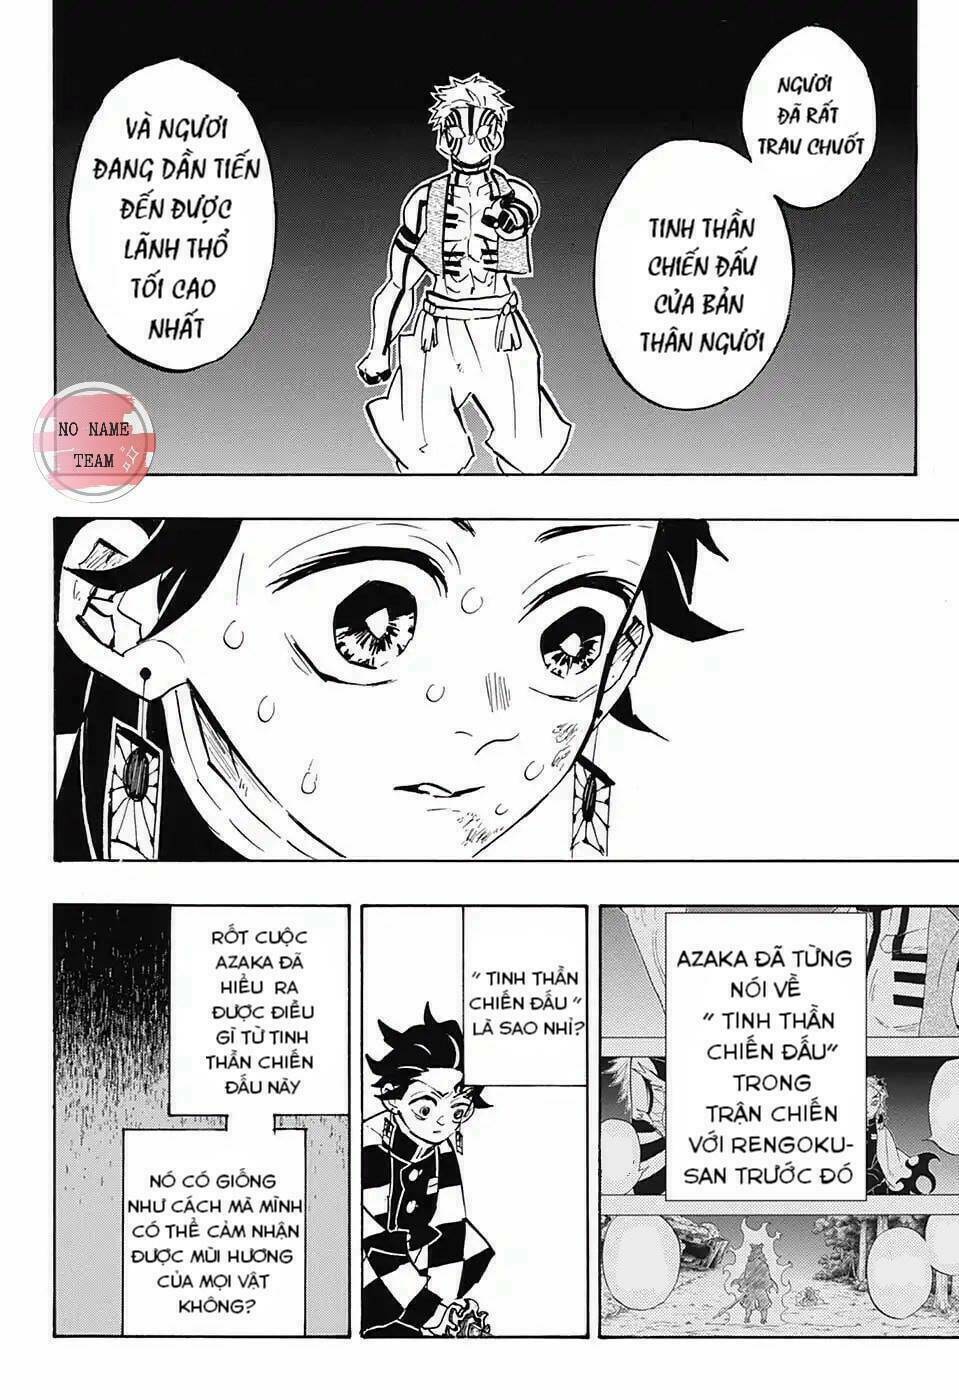 NGƯƠI
ĐÃ RẤT
TRAU CHUỐT
TINH THẦN
CHIẾN ĐẤU
CỦA BẢN
THÂN NGƯƠI
VÀ NGƯƠI
ĐANG DẦN TIẾN
ĐẾN ĐƯỢC
LÃNH THỔ
TỐI CAO
NHẤT
NO NAME
TEAM
AZAKA ĐÃ TỪNG
NÓI VỀ
" TINH THẦN
CHIẾN ĐẤU"
TRONG
TRẬN CHIẾN
VỚI RENGOKU-
SAN TRƯỚC ĐÓ
" TINH THẦN
CHIẾN ĐẤU "
LÀ SAO NHỈ?
RỐT CUỘC
AZAKA ĐÃ
HIỂU RA
ĐƯỢC ĐIỀU
GÌ TỪ TINH
THẦN CHIẾN
ĐẤU NÀY
NÓ CÓ GIỐNG
NHƯ CÁCH MÀ MÌNH
CÓ THỂ CẢM NHẬN
ĐƯỢC MÙI HƯƠNG
CỦA MỌI VẬT
KHÔNG?